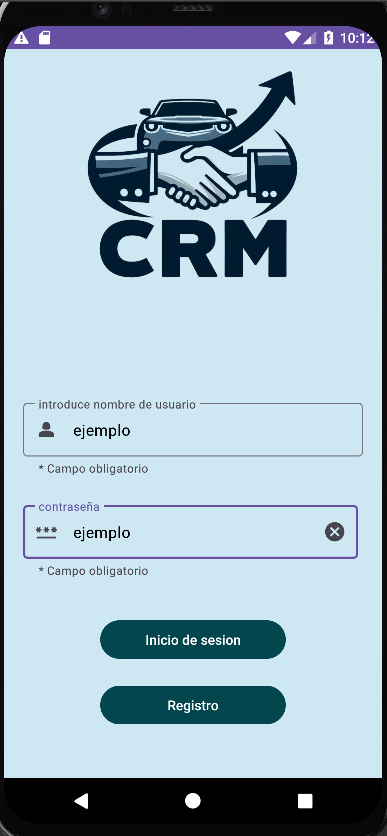 10:12
CRM
introduce nombre de usuario
ejemplo
* Campo obligatorio
contraseña
***
ejemplo
* Campo obligatorio
Inicio de sesion
Registro